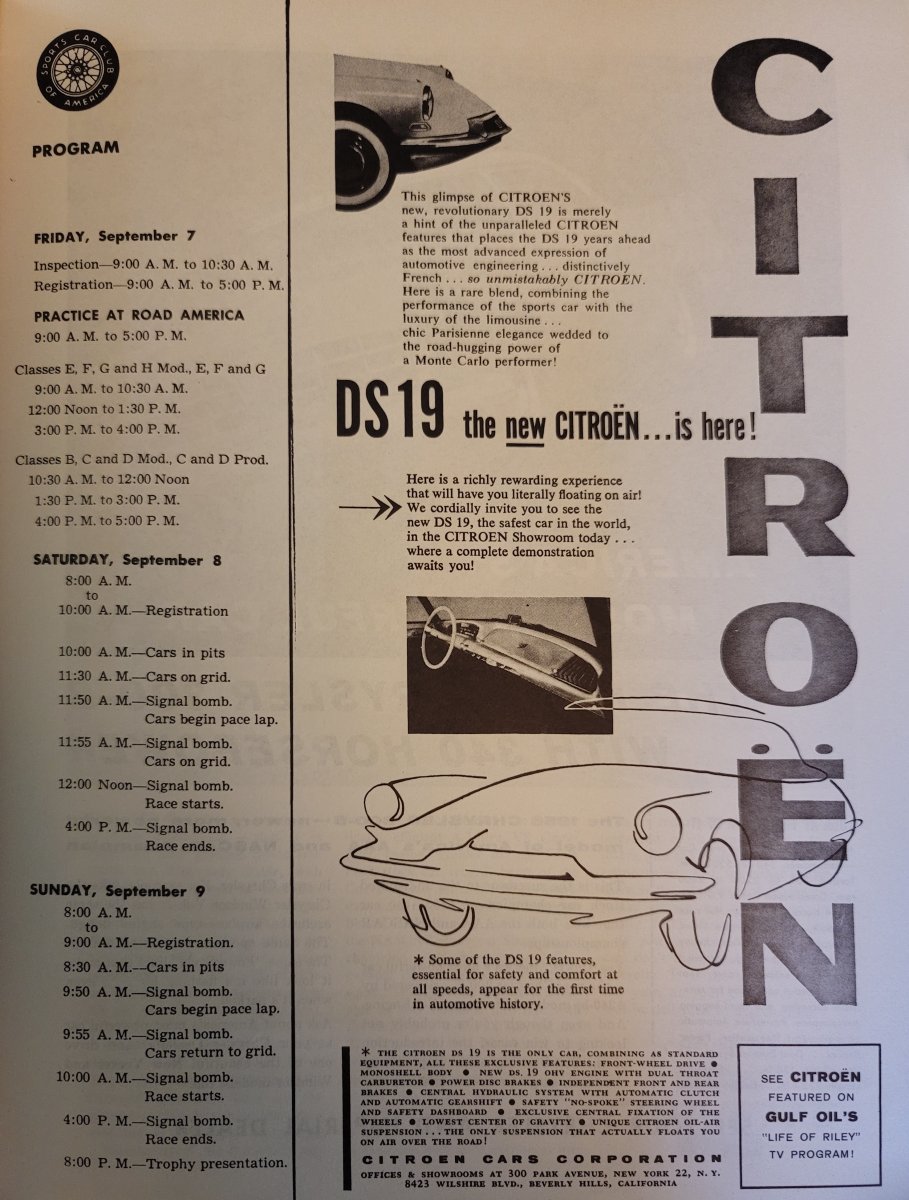 SPORTS CAR CLUB
OF AMERICA
PROGRAM
FRIDAY, September 7
Inspection—9:00 A. M. to 10:30 A. M.
Registration—9:00 A. M. to 5:00 P. M.
PRACTICE AT ROAD AMERICA
9:00 A. M. to 5:00 P. M.
Classes E, F, G and H Mod., E, F and G
9:00 A. M. to 10:30 A. M.
12:00 Noon to 1:30 P. M.
3:00 P. M. to 4:00 P. M.
Classes B, C and D Mod., C and D Prod.
10:30 A. M. to 12:00 Noon
1:30 P. M. to 3:00 P. M.
4:00 P. M. to 5:00 P. M.
SATURDAY, September 8
8:00 A. M.
to
10:00 A. M.—Registration
10:00 A. M.—Cars in pits
11:30 A. M.—Cars on grid.
11:50 A. M.—Signal bomb.
Cars begin pace lap.
11:55 A. M.—Signal bomb.
Cars on grid.
12:00 Noon—Signal bomb.
Race starts.
4:00 P. M.—Signal bomb.
Race ends.
SUNDAY, September 9
8:00 A. M.
to
9:00 A. M.—Registration.
8:30 A. M.—Cars in pits
9:50 A. M.—Signal bomb.
Cars begin pace lap.
9:55 A. M.—Signal bomb.
Cars return to grid.
10:00 A. M.—Signal bomb.
Race starts.
4:00 P. M.—Signal bomb.
Race ends.
8:00 P. M.—Trophy presentation.
CITROËN
This glimpse of CITROEN'S
new, revolutionary DS 19 is merely
a hint of the unparalleled CITROEN
features that places the DS 19 years ahead
as the most advanced expression of
automotive engineering . . . distinctively
French . . . so unmistakably CITROEN.
Here is a rare blend, combining the
performance of the sports car with the
luxury of the limousine . . .
chic Parisienne elegance wedded to
the road-hugging power of
a Monte Carlo performer!
DS 19 the new CITROËN...is here!
Here is a richly rewarding experience
that will have you literally floating on air!
We cordially invite you to see the
new DS 19, the safest car in the world,
in the CITROEN Showroom today . . .
where a complete demonstration
awaits you!
* Some of the DS 19 features,
essential for safety and comfort at
all speeds, appear for the first time
in automotive history.
* THE CITROEN DS 19 IS THE ONLY CAR, COMBINING AS STANDARD
EQUIPMENT, ALL THESE EXCLUSIVE FEATURES: FRONT-WHEEL DRIVE ●
MONOSHELL BODY ● NEW DS. 19 OHV ENGINE WITH DUAL THROAT
CARBURETOR ● POWER DISC BRAKES ● INDEPENDENT FRONT AND REAR
BRAKES ● CENTRAL HYDRAULIC SYSTEM WITH AUTOMATIC CLUTCH
AND AUTOMATIC GEARSHIFT ● SAFETY "NO-SPOKE" STEERING WHEEL
AND SAFETY DASHBOARD ● EXCLUSIVE CENTRAL FIXATION OF THE
WHEELS ● LOWEST CENTER OF GRAVITY ● UNIQUE CITROEN OIL-AIR
SUSPENSION . . . THE ONLY SUSPENSION THAT ACTUALLY FLOATS YOU
ON AIR OVER THE ROAD!
CITROEN CARS CORPORATION
OFFICES & SHOWROOMS AT 300 PARK AVENUE, NEW YORK 22, N. Y.
8423 WILSHIRE BLVD., BEVERLY HILLS, CALIFORNIA
SEE CITROËN
FEATURED ON
GULF OIL'S
"LIFE OF RILEY"
TV PROGRAM!